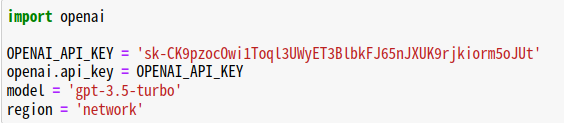 import openai
OPENAI_API_KEY = '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'
openai.api_key = OPENAI_API_KEY
model = 'gpt-3.5-turbo'
region = 'network'